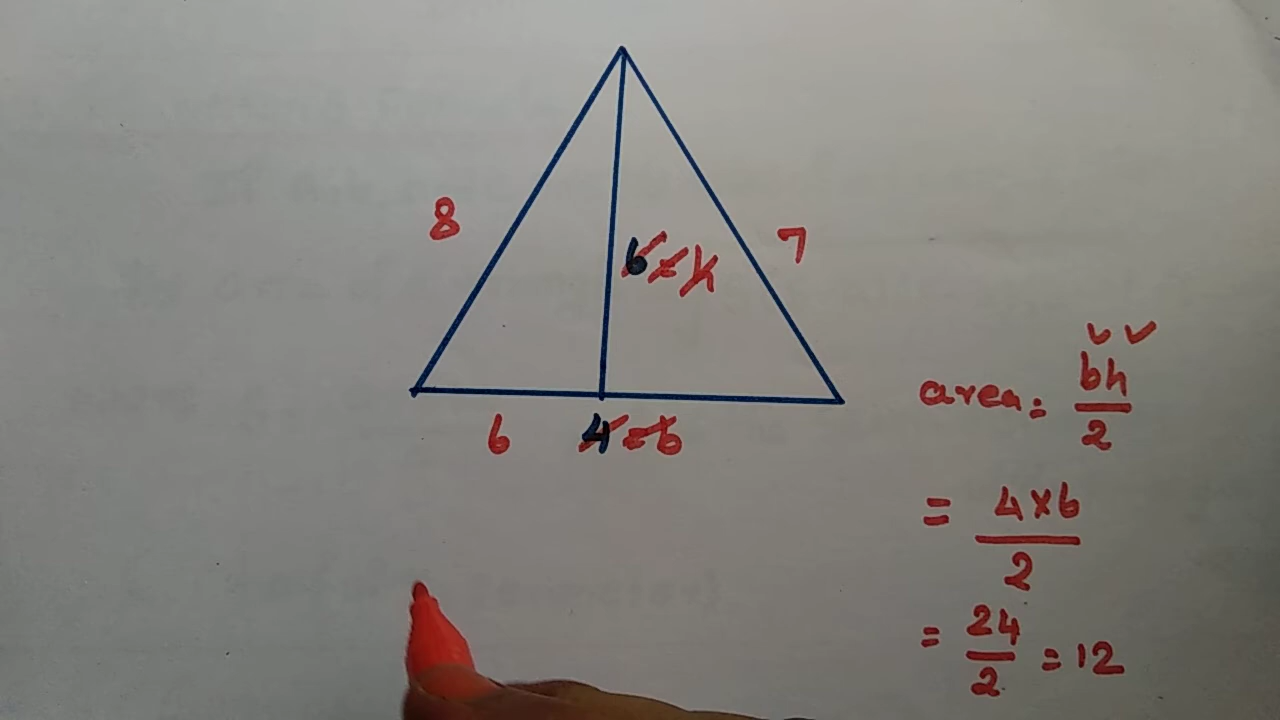 8
6 = h
7
6
4 = b
area = bh/2
= 4×6/2
= 24/2 = 12